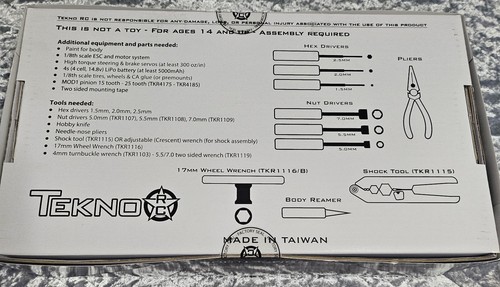 Tekno RC is not responsible for any damage, loss, or personal injury associated with the use of this product
This is not a toy - For ages 14 and up - Assembly required
Additional equipment and parts needed:
• Paint for body
• 1/8th scale ESC and motor system
• High torque steering & brake servos (at least 300 oz/in)
• 4s (4 cell, 14.8v) LiPo battery (at least 5000mAh)
• 1/8th scale tires, wheels & CA glue (or premounts)
• MOD1 pinion 15 tooth - 25 tooth (TKR4175 - TKR4185)
• Two sided mounting tape
Tools needed:
• Hex drivers 1.5mm, 2.0mm, 2.5mm
• Nut drivers 5.0mm (TKR1107), 5.5mm (TKR1108), 7.0mm (TKR1109)
• Hobby knife
• Needle-nose pliers
• Shock tool (TKR1115) OR adjustable (Crescent) wrench (for shock assembly)
• 17mm Wheel Wrench (TKR1116)
• 4mm turnbuckle wrench (TKR1103) - 5.5/7.0 two sided wrench (TKR1119)
Hex Drivers
2.5mm
2.0mm
1.5mm
Pliers
Nut Drivers
7.0mm
5.5mm
5.0mm
17mm Wheel Wrench (TKR1116/B)
Shock Tool (TKR1115)
Body Reamer
Tekno RC
Factory Seal
Made in Taiwan